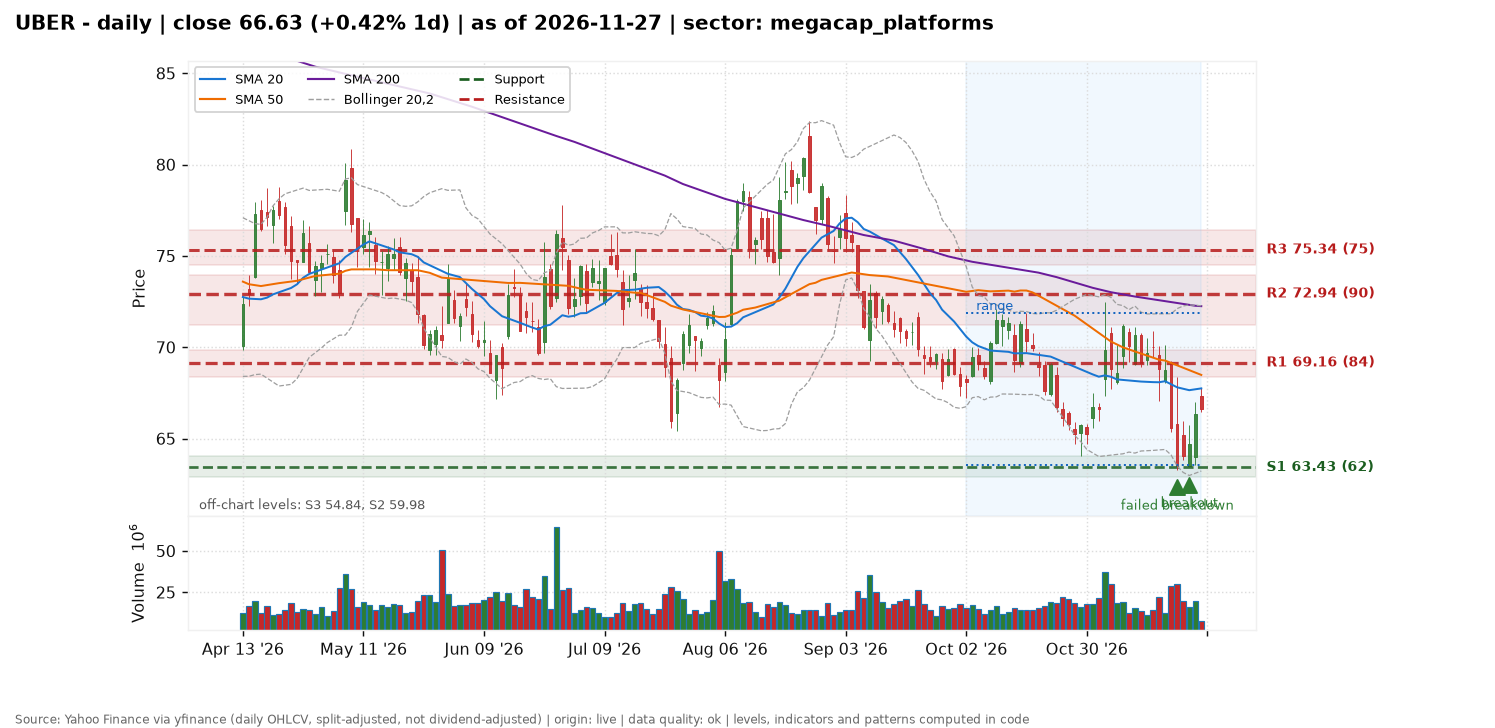 UBER - daily | close 66.63 (+0.42% 1d) | as of 2026-11-27 | sector: megacap_platforms
SMA 20
SMA 50
SMA 200
Bollinger 20,2
Support
Resistance
Price
85
80
75
70
65
R3 75.34 (75)
R2 72.94 (90)
range
R1 69.16 (84)
S1 63.43 (62)
breakout
failed breakdown
off-chart levels: S3 54.84, S2 59.98
Volume 10⁶
50
25
Apr 13 '26
May 11 '26
Jun 09 '26
Jul 09 '26
Aug 06 '26
Sep 03 '26
Oct 02 '26
Oct 30 '26
Source: Yahoo Finance via yfinance (daily OHLCV, split-adjusted, not dividend-adjusted) | origin: live | data quality: ok | levels, indicators and patterns computed in code